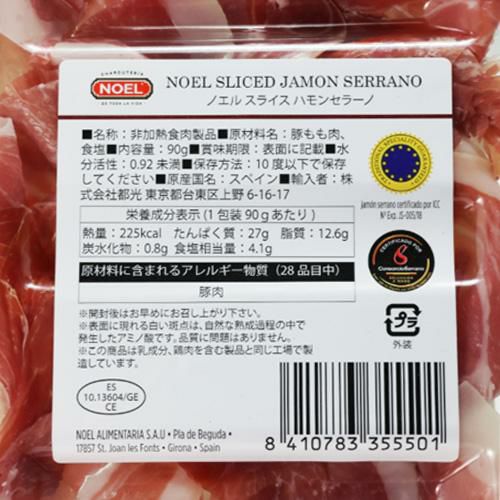 CHARCUTERIA
NOEL
DE TODA LA VIDA
NOEL SLICED JAMON SERRANO
ノエル スライス ハモンセラーノ
■名称：非加熱食肉製品■原材料名：豚もも肉、
食塩■内容量：90g■賞味期限：表面に記載■水
分活性：0.92 未満■保存方法：10 度以下で保存
してください■原産国名：スペイン■輸入者：株
式会社都光 東京都台東区上野 6-16-17
栄養成分表示 (1 包装 90ｇあたり)
熱量：225kcal たんぱく質：27g 脂質：12.6g
炭水化物：0.8g 食塩相当量：4.1g
原材料に含まれるアレルギー物質（28 品目中）
豚肉
※開封後はお早めにお召し上がり下さい。
※表面に現れる白い斑点は、自然な熟成過程の中で
発生したアミノ酸です。品質に問題はありません。
※この商品は乳成分、鶏肉を含む製品と同じ工場で製
造しています。
TRADITIONAL SPECIALITY GUARANTEED
Jamón serrano certificado por ICC
Nº Exp. JS-005/18
CERTIFICADO POR
ConsorcioSerrano
プラ
外装
ES
10.13604/GE
CE
NOEL ALIMENTARIA S.A.U • Pla de Beguda •
17857 St. Joan les Fonts • Girona • Spain
8 410783 355501